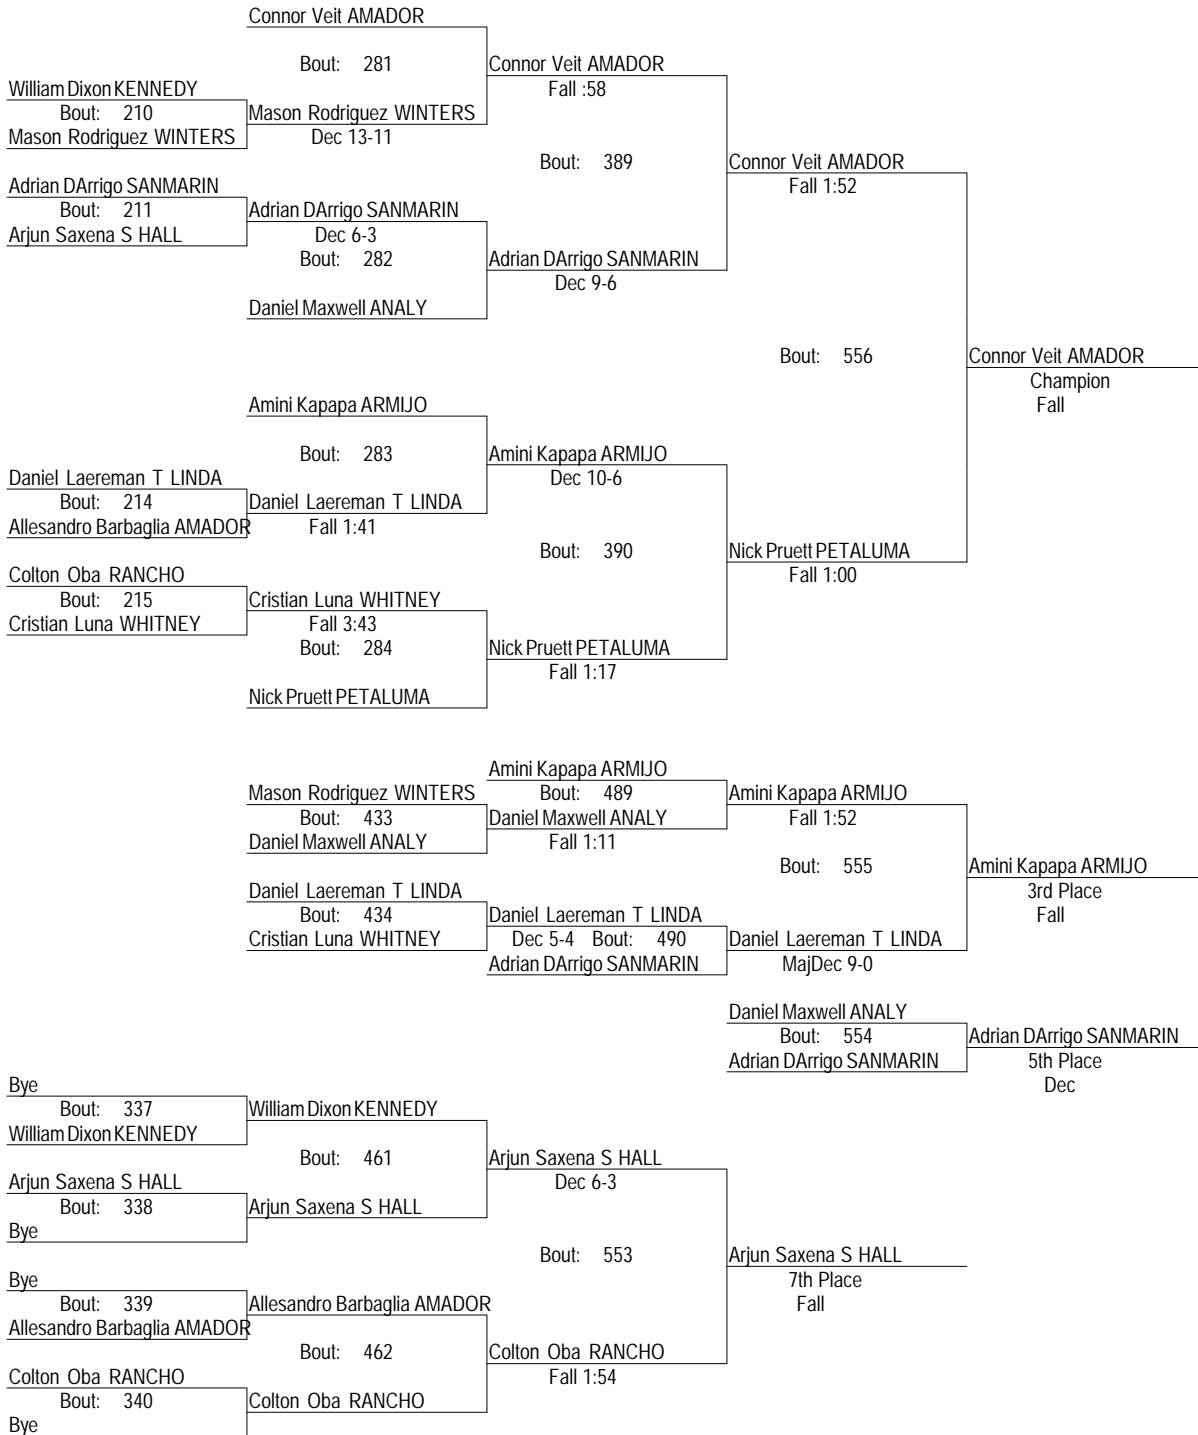 Connor Veit AMADOR
Bout: 281
Connor Veit AMADOR
William Dixon KENNEDY
Fall :58
Bout: 210
Mason Rodriguez WINTERS
Mason Rodriguez WINTERS
Dec 13-11
Bout: 389
Connor Veit AMADOR
Adrian DArrigo SANMARIN
Fall 1:52
Bout: 211
Adrian DArrigo SANMARIN
Arjun Saxena S HALL
Dec 6-3
Bout: 282
Adrian DArrigo SANMARIN
Dec 9-6
Daniel Maxwell ANALY
Bout: 556
Connor Veit AMADOR
Champion
Fall
Amini Kapapa ARMIJO
Bout: 283
Amini Kapapa ARMIJO
Daniel Laereman T LINDA
Dec 10-6
Bout: 214
Daniel Laereman T LINDA
Allesandro Barbaglia AMADOR
Fall 1:41
Bout: 390
Nick Pruett PETALUMA
Colton Oba RANCHO
Fall 1:00
Bout: 215
Cristian Luna WHITNEY
Cristian Luna WHITNEY
Fall 3:43
Bout: 284
Nick Pruett PETALUMA
Fall 1:17
Nick Pruett PETALUMA
Amini Kapapa ARMIJO
Mason Rodriguez WINTERS
Bout: 489
Amini Kapapa ARMIJO
Bout: 433
Daniel Maxwell ANALY
Fall 1:52
Daniel Maxwell ANALY
Fall 1:11
Bout: 555
Amini Kapapa ARMIJO
Daniel Laereman T LINDA
3rd Place
Bout: 434
Daniel Laereman T LINDA
Fall
Cristian Luna WHITNEY
Dec 5-4 Bout: 490
Daniel Laereman T LINDA
Adrian DArrigo SANMARIN
MajDec 9-0
Daniel Maxwell ANALY
Bout: 554
Adrian DArrigo SANMARIN
Adrian DArrigo SANMARIN
5th Place
Dec
Bye
Bout: 337
William Dixon KENNEDY
William Dixon KENNEDY
Bout: 461
Arjun Saxena S HALL
Arjun Saxena S HALL
Dec 6-3
Bout: 338
Arjun Saxena S HALL
Bye
Bout: 553
Arjun Saxena S HALL
Bye
7th Place
Bout: 339
Allesandro Barbaglia AMADOR
Fall
Allesandro Barbaglia AMADOR
Bout: 462
Colton Oba RANCHO
Colton Oba RANCHO
Fall 1:54
Bout: 340
Colton Oba RANCHO
Bye